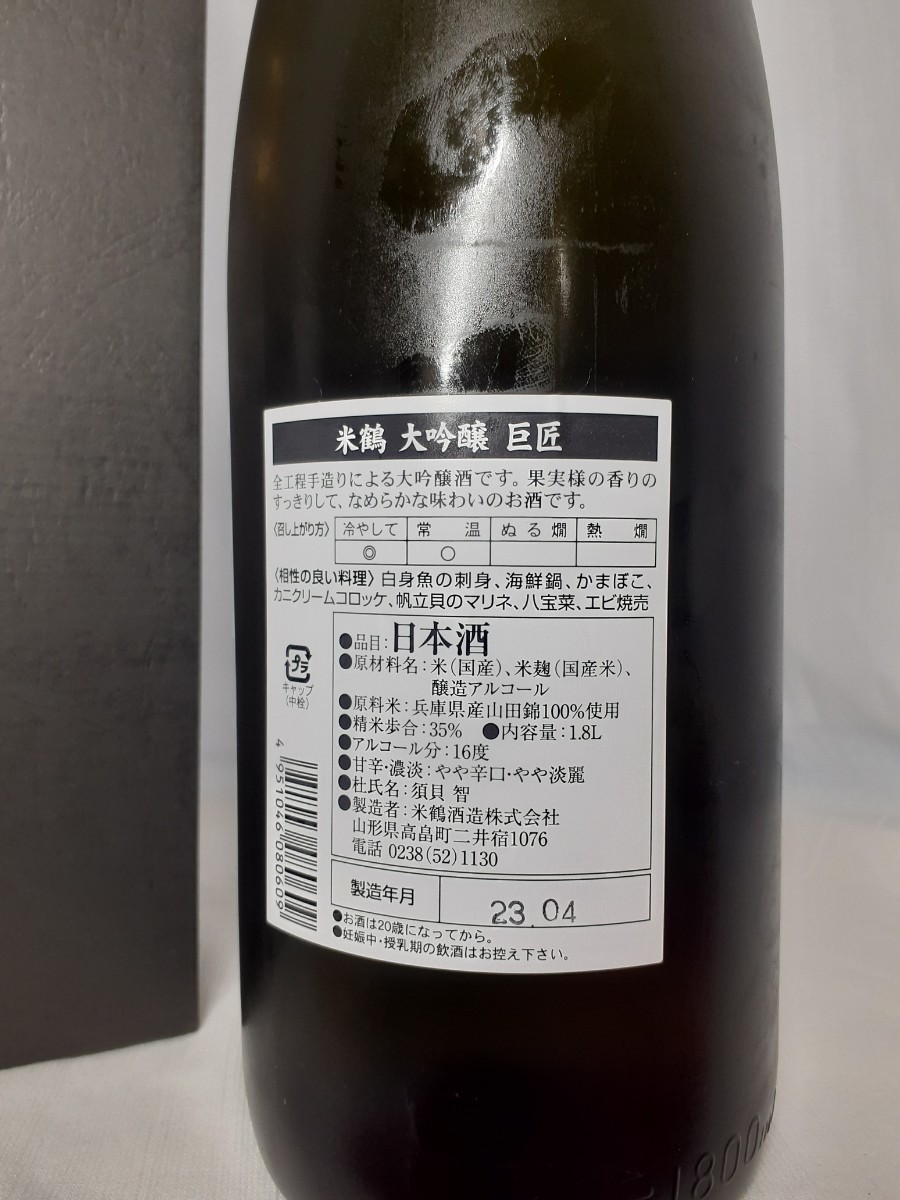 米鶴 大吟醸 巨匠
全工程手造りによる大吟醸酒です。果実様の香りの
すっきりして、なめらかな味わいのお酒です。
〈召し上がり方〉 冷やして 常温 ぬる燗 熱燗
◎ ○
〈相性の良い料理〉白身魚の刺身、海鮮鍋、かまぼこ、
カニクリームコロッケ、帆立貝のマリネ、八宝菜、エビ焼売
●品目:日本酒
●原材料名:米(国産)、米麹(国産米)、
醸造アルコール
●原料米:兵庫県産山田錦100%使用
●精米歩合:35% ●内容量:1.8L
●アルコール分:16度
●甘辛・濃淡:やや辛口・やや淡麗
●杜氏名:須貝 智
●製造者:米鶴酒造株式会社
山形県高畠町二井宿1076
電話 0238(52)1130
製造年月 23.04
●お酒は20歳になってから。
●妊娠中・授乳期の飲酒はお控え下さい。
プラ
キャップ
(中栓)
4 951046 080609
1800